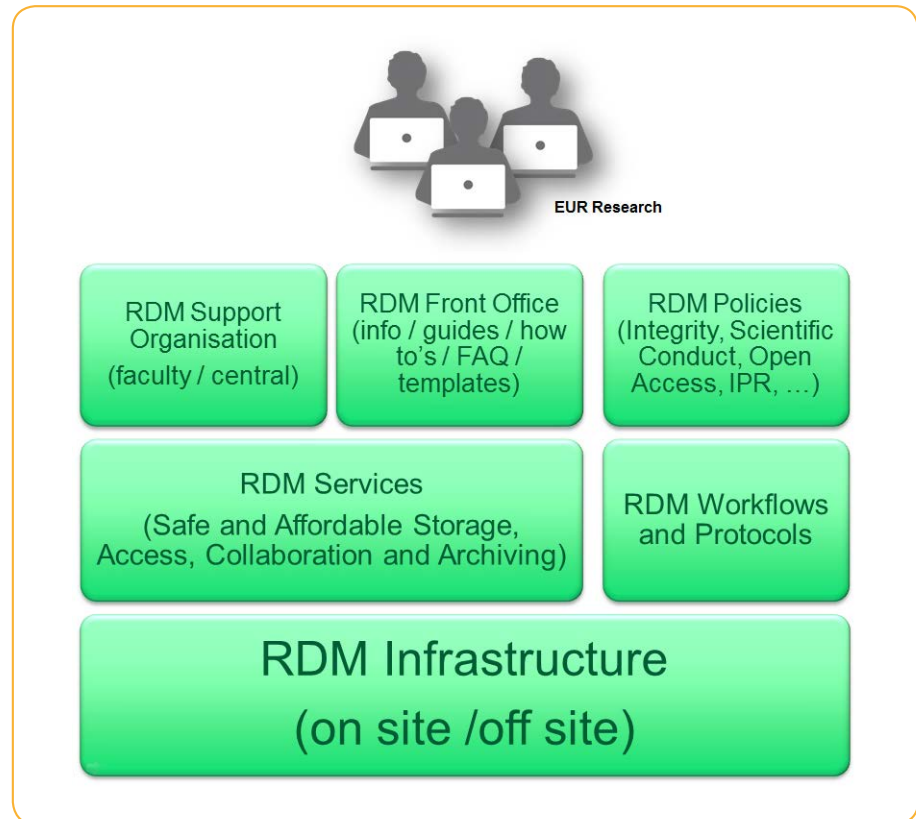 EUR Research
RDM Support
Organisation
(faculty / central)
RDM Front Office
(info / guides / how
to's / FAQ /
templates)
RDM Policies
(Integrity, Scientific
Conduct, Open
Access, IPR, …)
RDM Services
(Safe and Affordable Storage,
Access, Collaboration and Archiving)
RDM Workflows
and Protocols
RDM Infrastructure
(on site /off site)